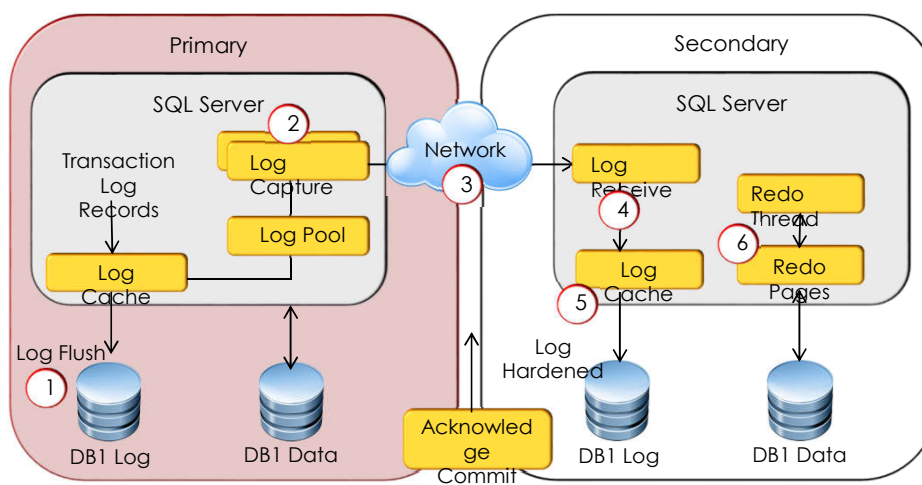 Primary
SQL Server
2
Transaction
Log
Records
Log
Capture
Log Pool
Log
Cache
Log Flush
1
DB1 Log
DB1 Data
Network
3
Acknowled
ge
Commit
Secondary
SQL Server
Log
Receive
4
Redo
Thread
6
Log
Cache
5
Redo
Pages
Log
Hardened
DB1 Log
DB1 Data